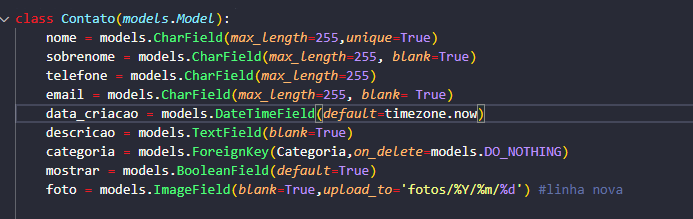 class Contato(models.Model):
    nome = models.CharField(max_length=255,unique=True)
    sobrenome = models.CharField(max_length=255, blank=True)
    telefone = models.CharField(max_length=255)
    email = models.CharField(max_length=255, blank= True)
    data_criacao = models.DateTimeField(default=timezone.now)
    descricao = models.TextField(blank=True)
    categoria = models.ForeignKey(Categoria,on_delete=models.DO_NOTHING)
    mostrar = models.BooleanField(default=True)
    foto = models.ImageField(blank=True,upload_to='fotos/%Y/%m/%d') #linha nova